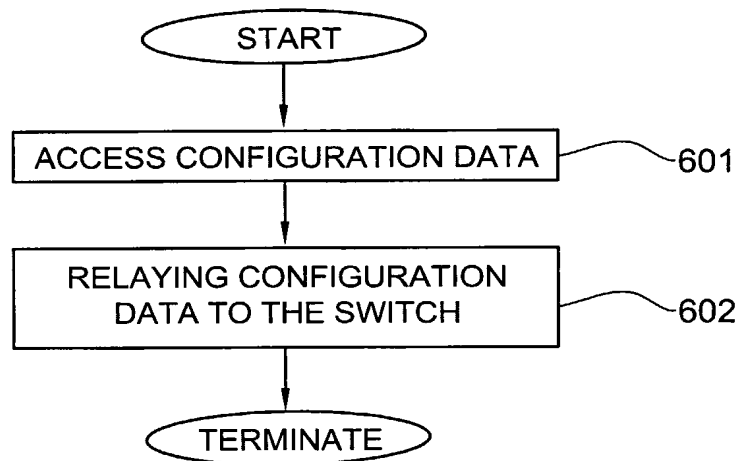 START
ACCESS CONFIGURATION DATA
601
RELAYING CONFIGURATION
DATA TO THE SWITCH
602
TERMINATE